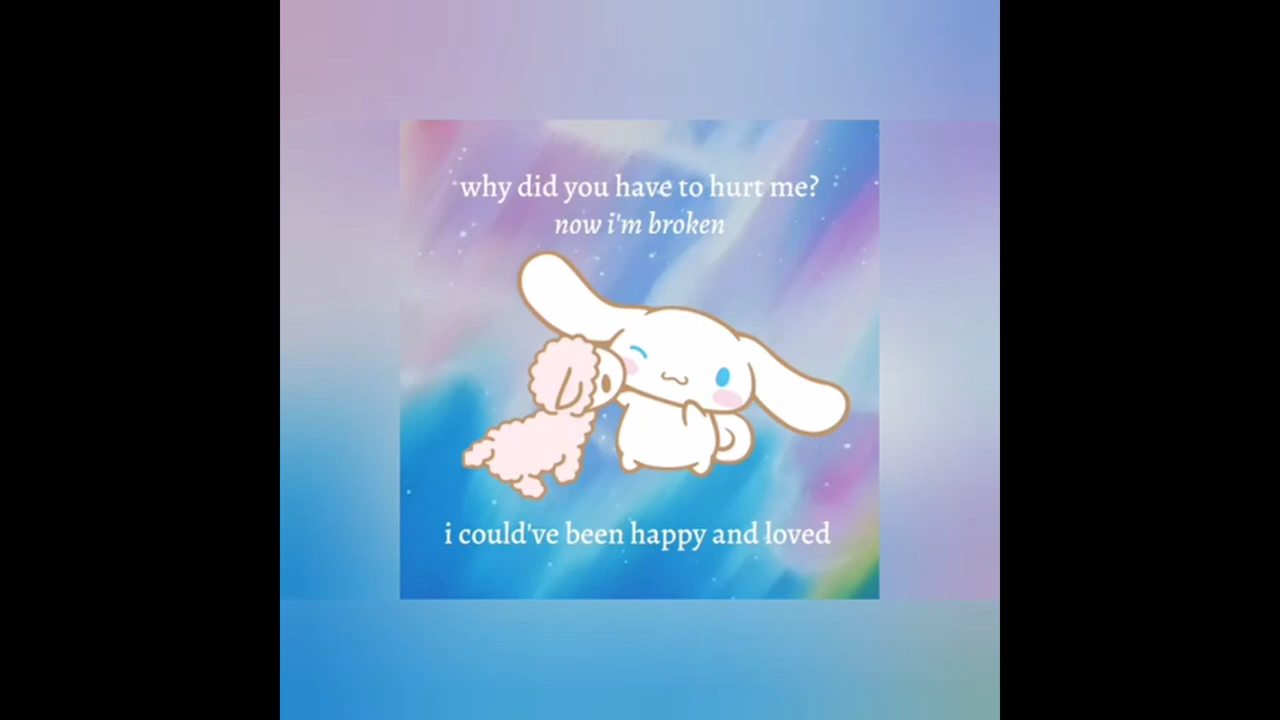 why did you have to hurt me?
now i'm broken
i could've been happy and loved